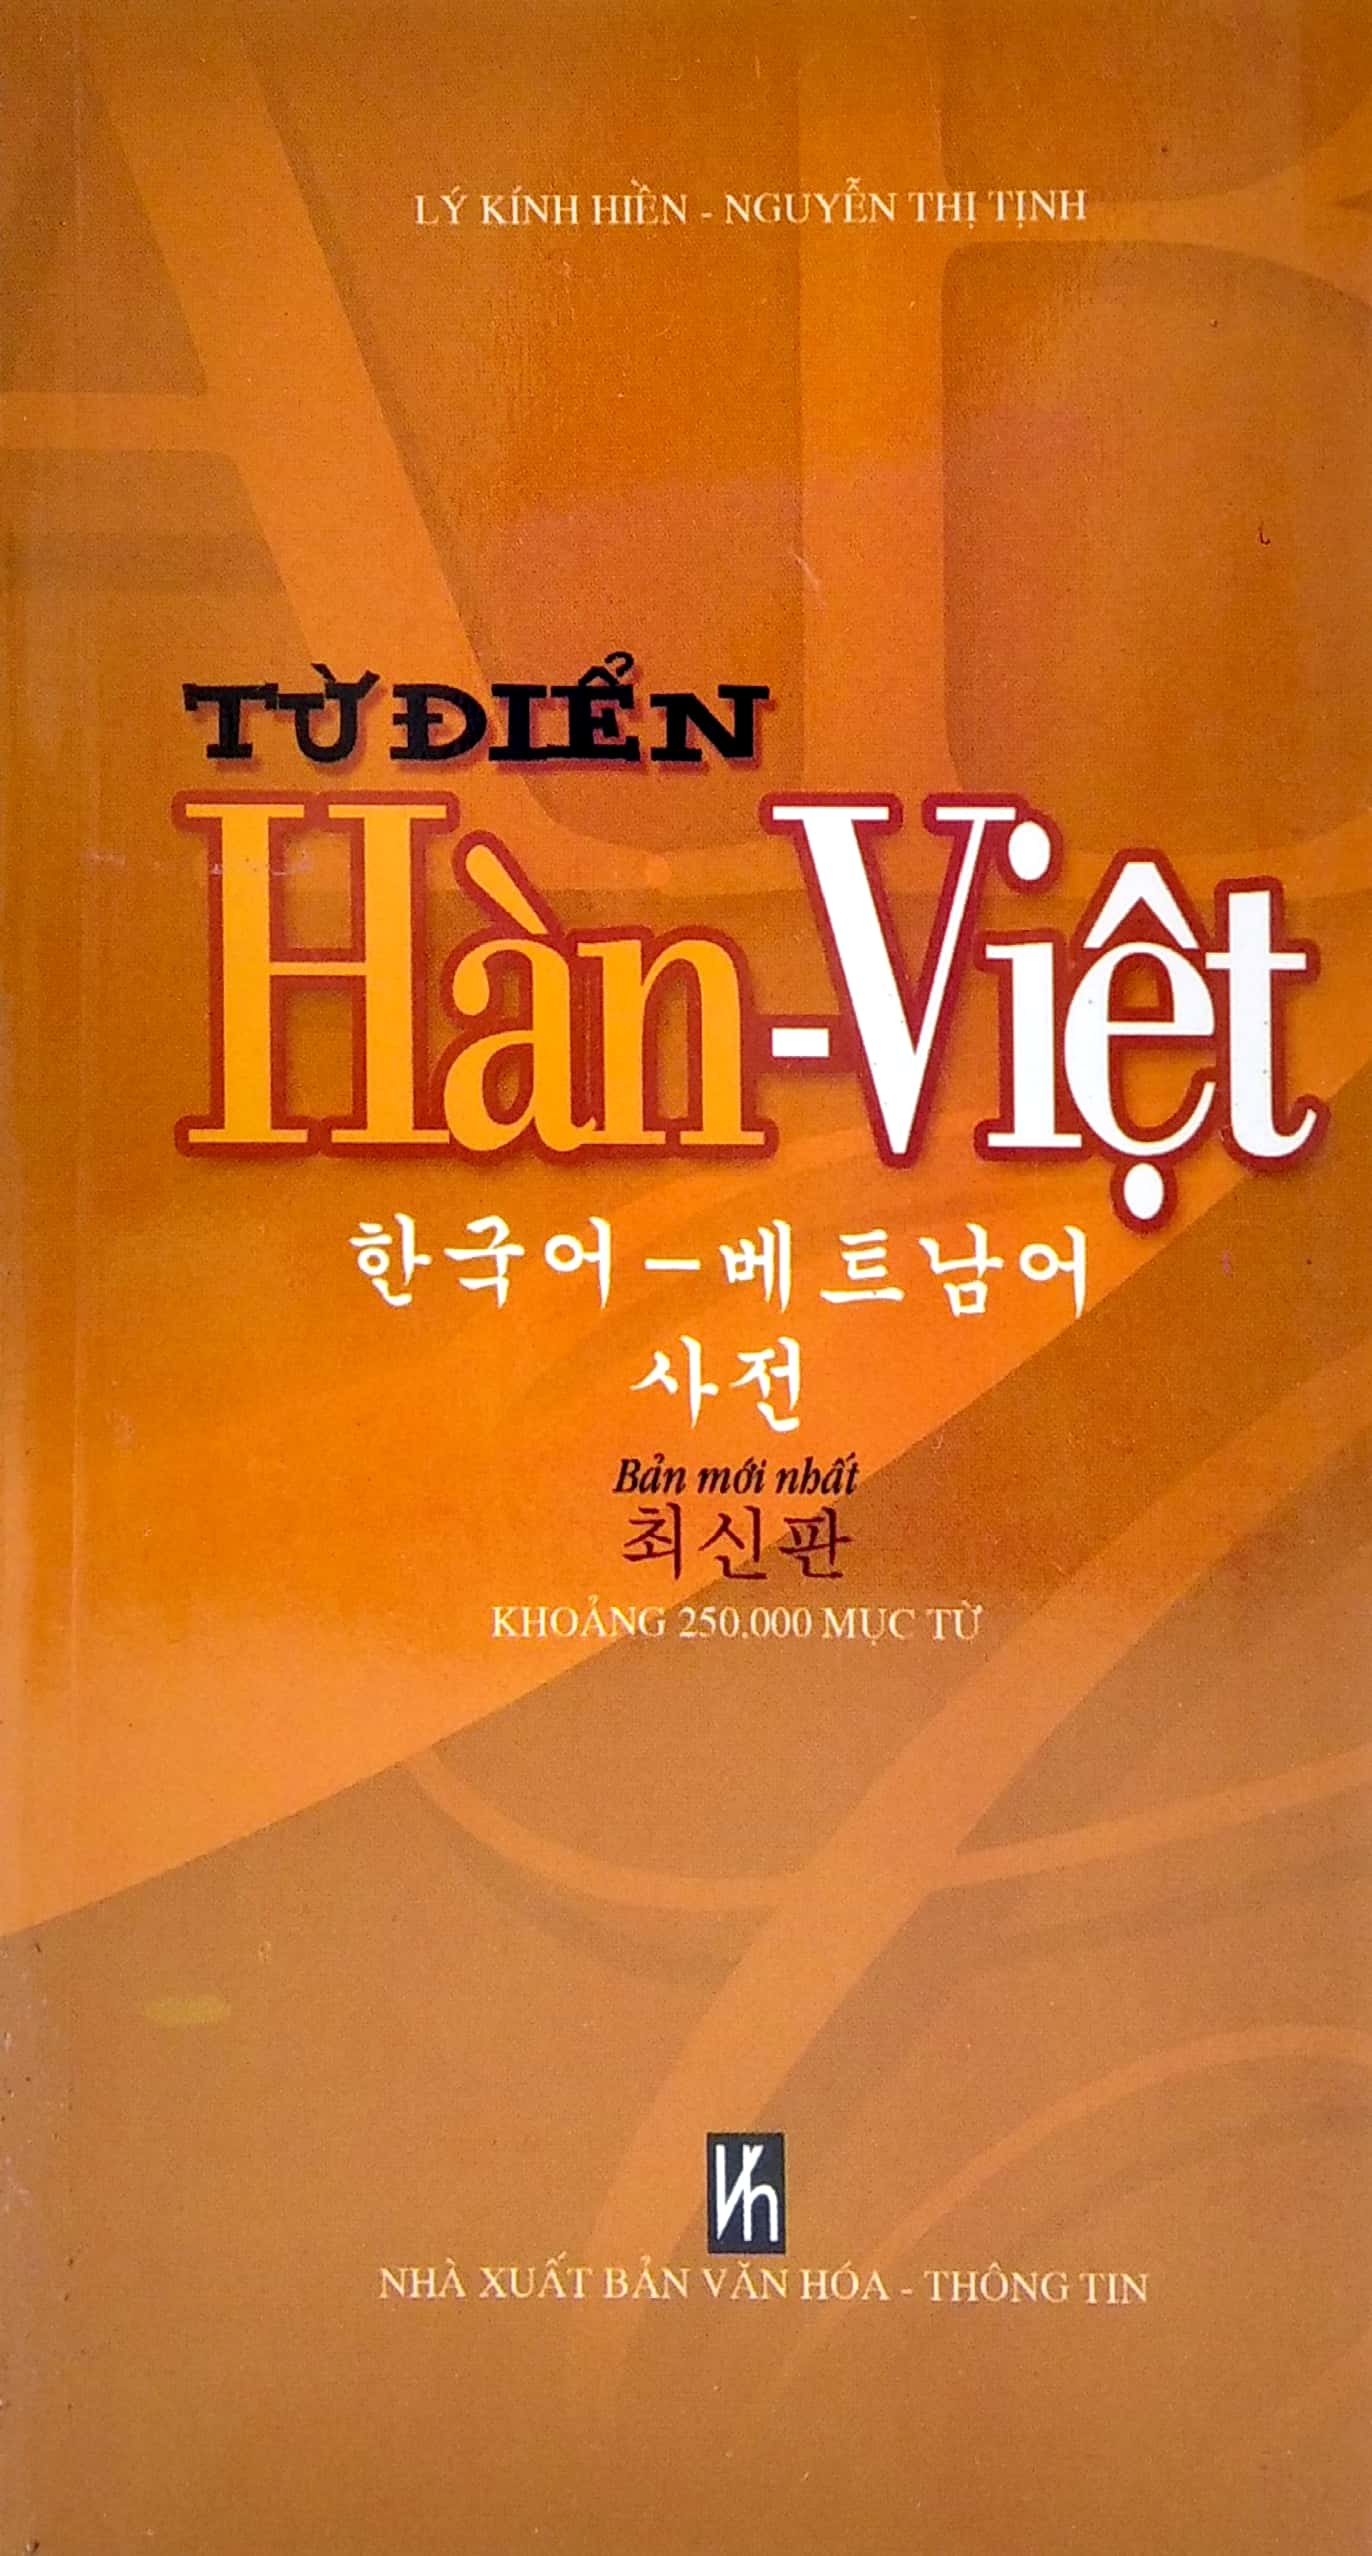 LÝ KÍNH HIỀN - NGUYỄN THỊ TỊNH
TỪ ĐIỂN
Hàn-Việt
한국어 - 베트남어
사전
Bản mới nhất
최신판
KHOẢNG 250.000 MỤC TỪ
Vh
NHÀ XUẤT BẢN VĂN HÓA - THÔNG TIN